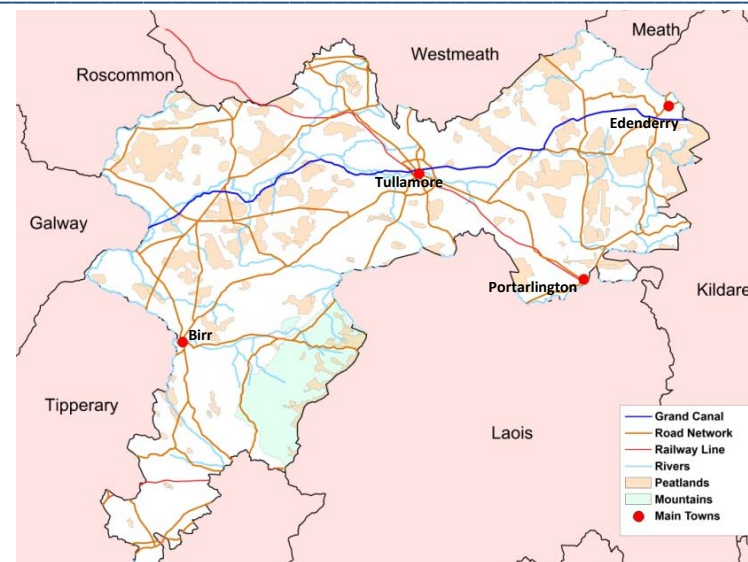 Meath
Westmeath
Roscommon
Edenderry
Tullamore
Galway
Portarlington
Kildare
Birr
Tipperary
Laois
Grand Canal
Road Network
Railway Line
Rivers
Peatlands
Mountains
Main Towns